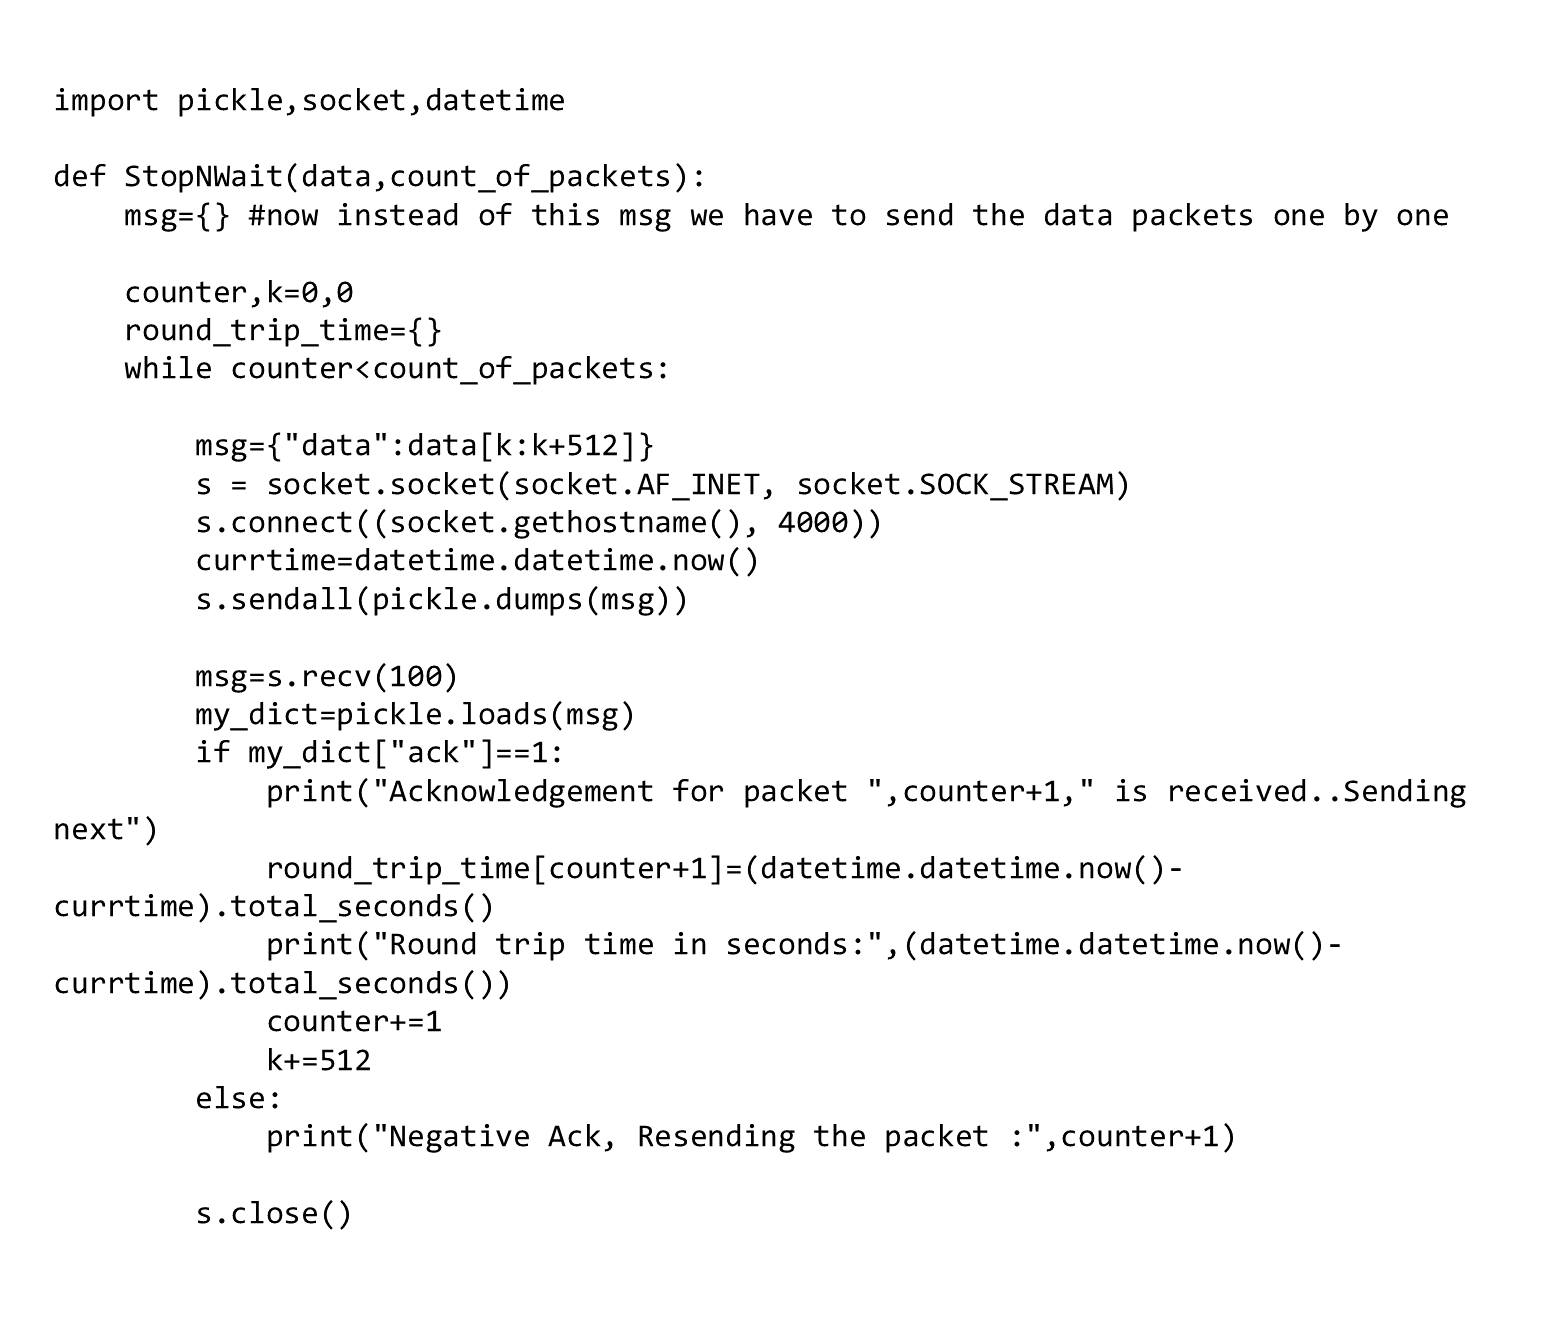 import pickle,socket,datetime

def StopNWait(data,count_of_packets):
    msg={} #now instead of this msg we have to send the data packets one by one

    counter,k=0,0
    round_trip_time={}
    while counter<count_of_packets:

        msg={"data":data[k:k+512]}
        s = socket.socket(socket.AF_INET, socket.SOCK_STREAM)
        s.connect((socket.gethostname(), 4000))
        currtime=datetime.datetime.now()
        s.sendall(pickle.dumps(msg))

        msg=s.recv(100)
        my_dict=pickle.loads(msg)
        if my_dict["ack"]==1:
            print("Acknowledgement for packet ",counter+1," is received..Sending
next")
            round_trip_time[counter+1]=(datetime.datetime.now()-
currtime).total_seconds()
            print("Round trip time in seconds:",(datetime.datetime.now()-
currtime).total_seconds())
            counter+=1
            k+=512
        else:
            print("Negative Ack, Resending the packet :",counter+1)

        s.close()